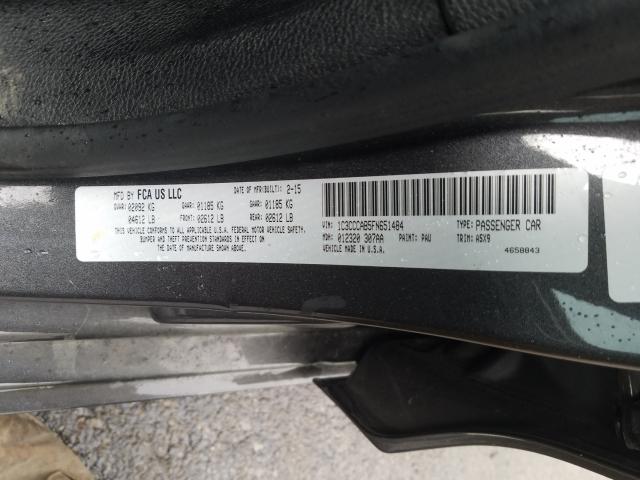 MFD BY FCA US LLC DATE OF MFR(BUILT): 2-15
GVWR: 02092 KG GAWR: 01185 KG GAWR: 01185 KG
04612 LB FRONT: 02612 LB REAR: 02612 LB
THIS VEHICLE CONFORMS TO ALL APPLICABLE U.S.A. FEDERAL MOTOR VEHICLE SAFETY,
BUMPER AND THEFT PREVENTION STANDARDS IN EFFECT ON
THE DATE OF MANUFACTURE SHOWN ABOVE.
VIN: 1C3CCCAB5FN651484 TYPE: PASSENGER CAR
MDH: 012320 307AA PAINT: PAU TRIM: A5X9
VEHICLE MADE IN U.S.A. 4658843